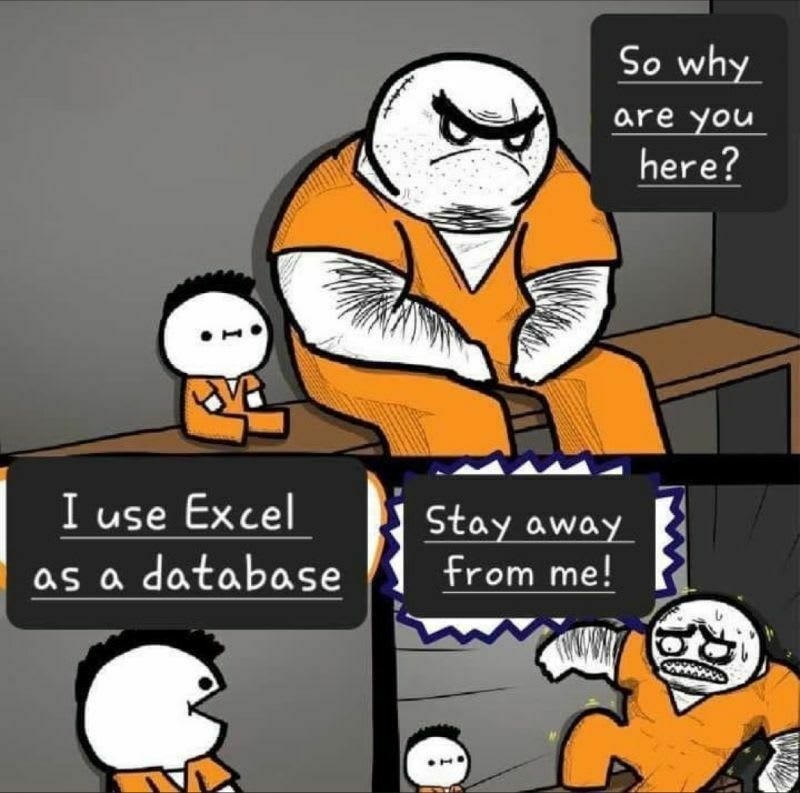 So why
are you
here?
I use Excel
as a database
Stay away
from me!